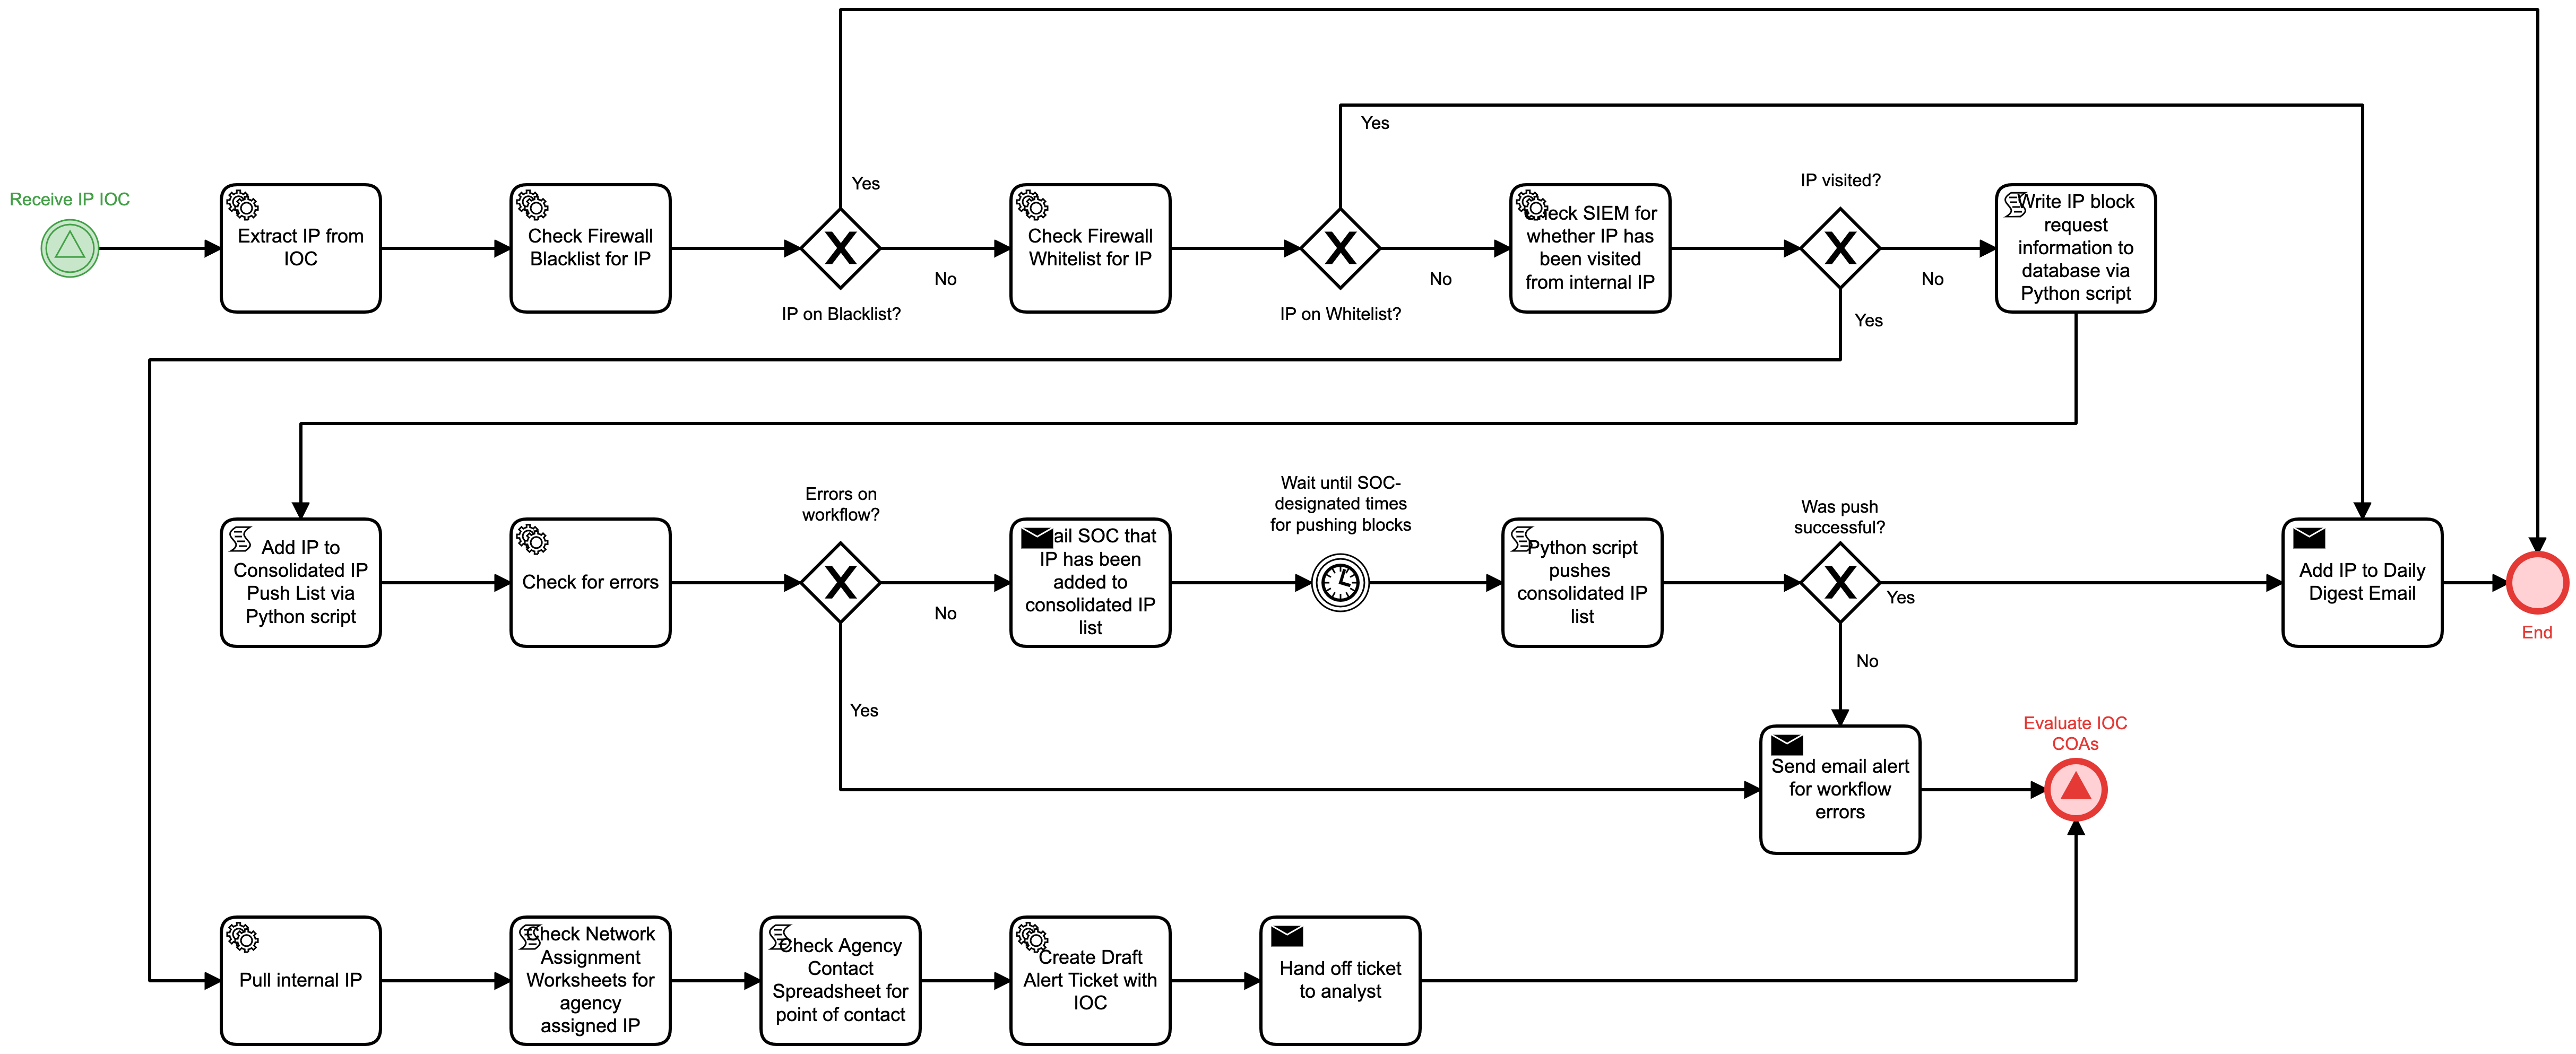 Receive IP IOC
Extract IP from
IOC
Check Firewall
Blacklist for IP
Yes
No
IP on Blacklist?
Check Firewall
Whitelist for IP
Yes
No
IP on Whitelist?
Check SIEM for
whether IP has
been visited
from internal IP
IP visited?
No
Yes
Write IP block
request
information to
database via
Python script
Add IP to
Consolidated IP
Push List via
Python script
Check for errors
Errors on
workflow?
No
Yes
ail SOC that
IP has been
added to
consolidated IP
list
Wait until SOC-
designated times
for pushing blocks
Python script
pushes
consolidated IP
list
Was push
successful?
Yes
No
Add IP to Daily
Digest Email
End
Send email alert
for workflow
errors
Evaluate IOC
COAs
Pull internal IP
Check Network
Assignment
Worksheets for
agency
assigned IP
Check Agency
Contact
Spreadsheet for
point of contact
Create Draft
Alert Ticket with
IOC
Hand off ticket
to analyst